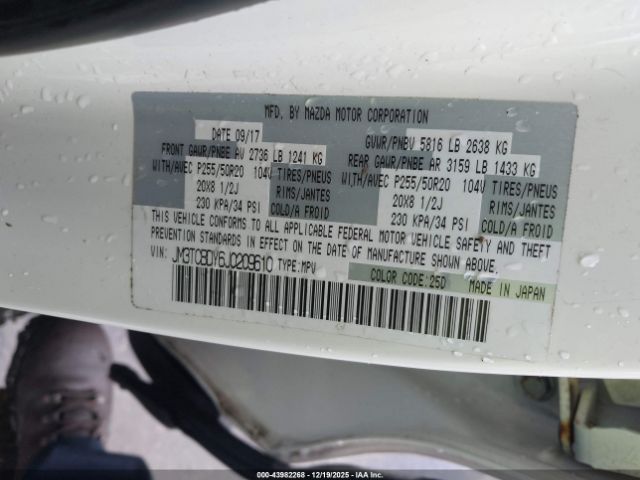 MFD. BY MAZDA MOTOR CORPORATION
DATE 09/17 GVWR/PNBV 5816 LB 2638 KG
FRONT GAWR/PNBE AV 2736 LB 1241 KG REAR GAWR/PNBE AR 3159 LB 1433 KG
WITH/AVEC P255/50R20 104V TIRES/PNEUS WITH/AVEC P255/50R20 104V TIRES/PNEUS
20X8 1/2J RIMS/JANTES 20X8 1/2J RIMS/JANTES
230 KPA/34 PSI COLD/A FROID 230 KPA/34 PSI COLD/A FROID
THIS VEHICLE CONFORMS TO ALL APPLICABLE FEDERAL MOTOR VEHICLE SAFETY AND THEFT
PREVENTION STANDARDS IN EFFECT ON THE DATE OF MANUFACTURE SHOWN ABOVE.
VIN: JM3TCBDY6J0209610 TYPE:MPV
COLOR CODE:25D MADE IN JAPAN
000-43982268 - 12/19/2025 - IAAI Inc.